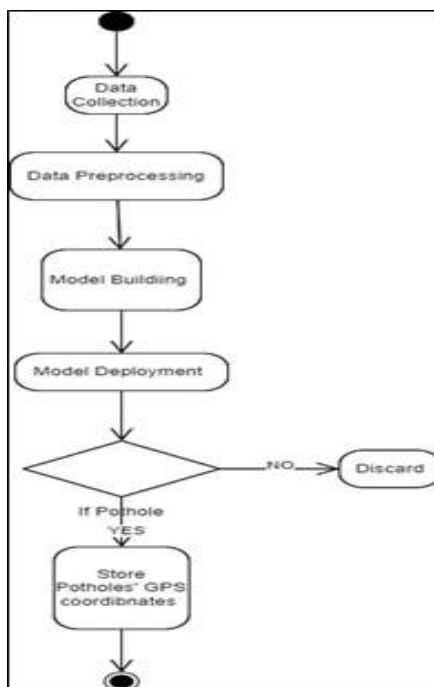 Data
Collection
Data Preprocessing
Model Buildiing
Model Deployment
NO
Discard
If Pothole
YES
Store
Potholes' GPS
coordibnates